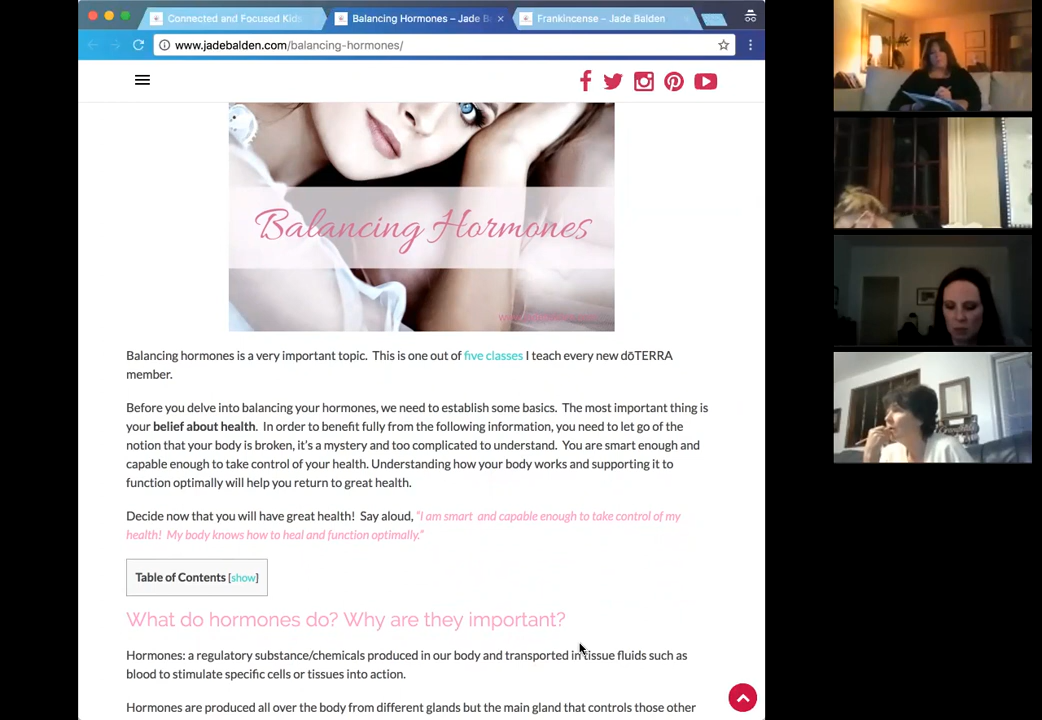 Connected and Focused Kids
Balancing Hormones – Jade B
Frankincense – Jade Balden
www.jadebalden.com/balancing-hormones/
Balancing Hormones
Balancing hormones is a very important topic. This is one out of five classes I teach every new dōTERRA
member.
Before you delve into balancing your hormones, we need to establish some basics. The most important thing is
your belief about health. In order to benefit fully from the following information, you need to let go of the
notion that your body is broken, it's a mystery and too complicated to understand. You are smart enough and
capable enough to take control of your health. Understanding how your body works and supporting it to
function optimally will help you return to great health.
Decide now that you will have great health! Say aloud, "I am smart and capable enough to take control of my
health! My body knows how to heal and function optimally."
Table of Contents [show]
What do hormones do? Why are they important?
Hormones: a regulatory substance/chemicals produced in our body and transported in tissue fluids such as
blood to stimulate specific cells or tissues into action.
Hormones are produced all over the body from different glands but the main gland that controls those other